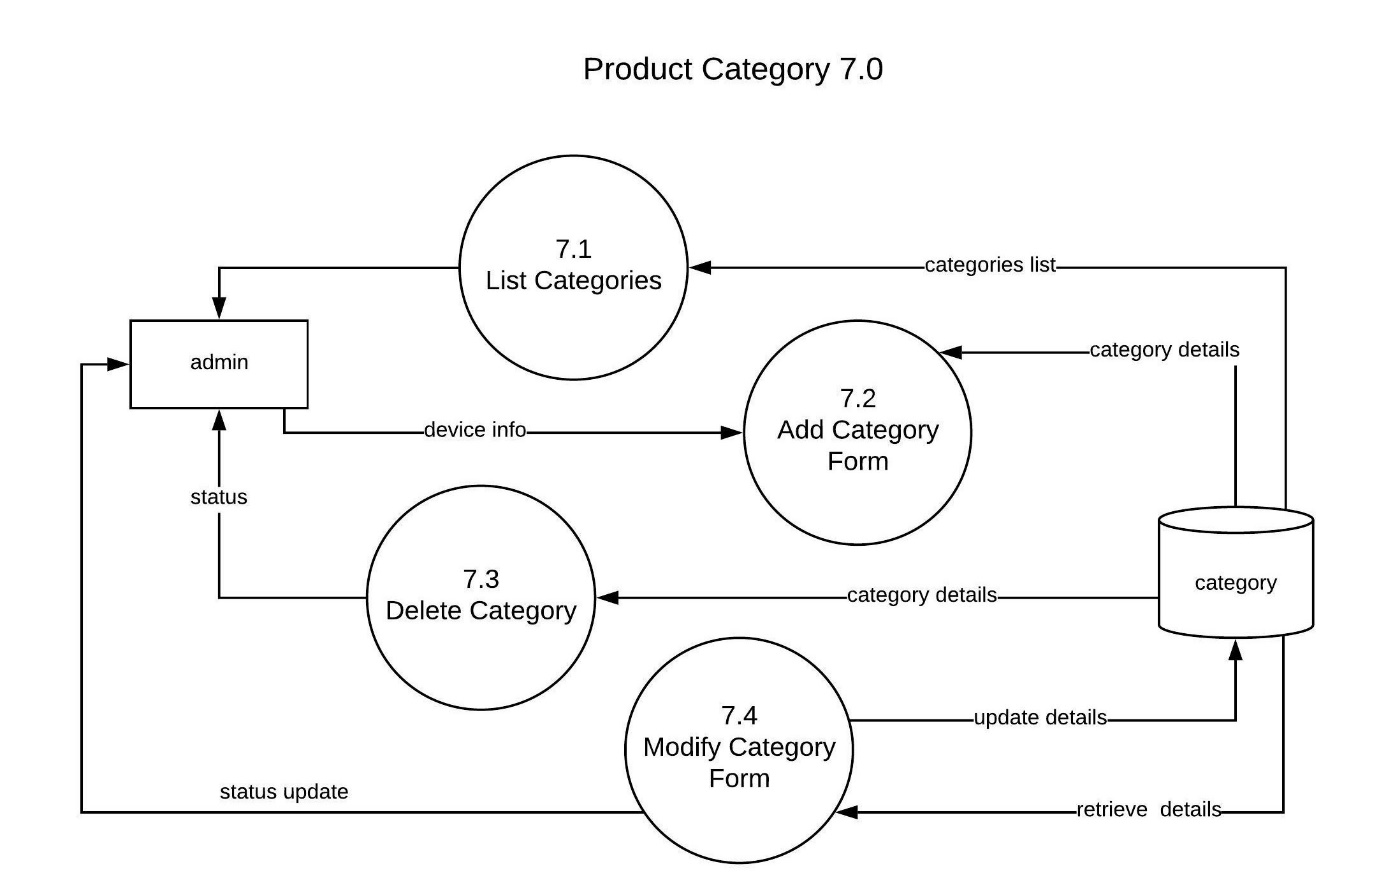 Product Category 7.0
7.1
List Categories
categories list
admin
category details
7.2
Add Category
Form
device info
status
7.3
Delete Category
category details
category
7.4
Modify Category
Form
update details
status update
retrieve  details